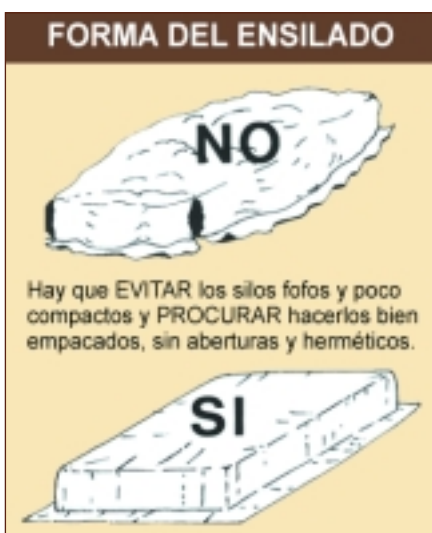 FORMA DEL ENSILADO
NO
Hay que EVITAR los silos fofos y poco
compactos y PROCURAR hacerlos bien
empacados, sin aberturas y herméticos.
SI